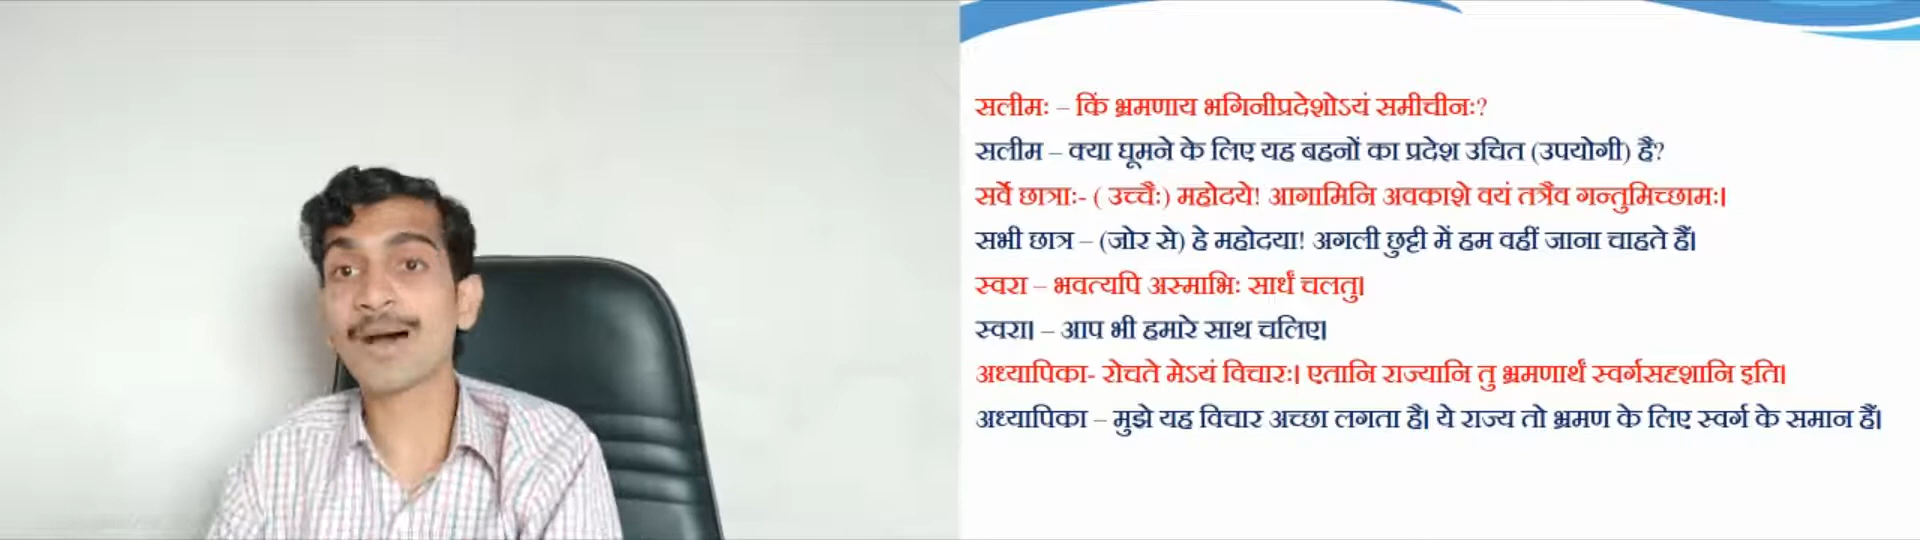 सलीमः – किं भ्रमणाय भगिनीप्रदेशोऽयं समीचीनः?
सलीम – क्या घूमने के लिए यह बहनों का प्रदेश उचित (उपयोगी) है?
सर्वे छात्राः- ( उच्चैः) महोदये! आगामिनि अवकाशे वयं तत्रैव गन्तुमिच्छामः।
सभी छात्र – (जोर से) हे महोदया! अगली छुट्टी में हम वहीं जाना चाहते हैं।
स्वरा – भवत्यपि अस्माभिः सार्धं चलतु।
स्वरा। – आप भी हमारे साथ चलिए।
अध्यापिका- रोचते मेऽयं विचारः। एतानि राज्यानि तु भ्रमणार्थं स्वर्गसदृशानि इति।
अध्यापिका – मुझे यह विचार अच्छा लगता है। ये राज्य तो भ्रमण के लिए स्वर्ग के समान हैं।